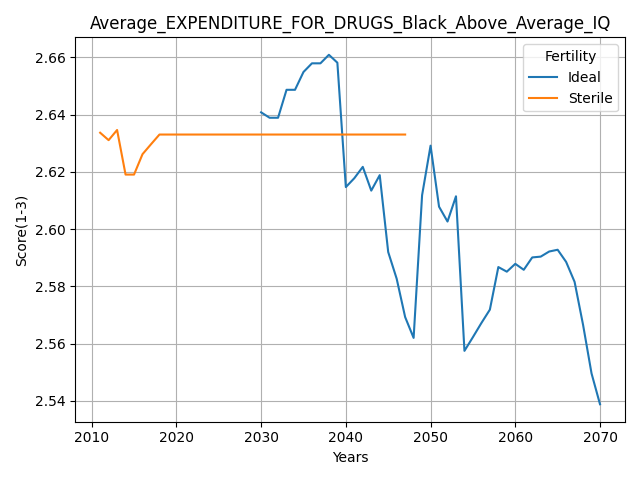 Average_EXPENDITURE_FOR_DRUGS_Black_Above_Average_IQ
Fertility
Ideal
Sterile
Score(1-3)
2.66
2.64
2.62
2.60
2.58
2.56
2.54
2010 2020 2030 2040 2050 2060 2070
Years